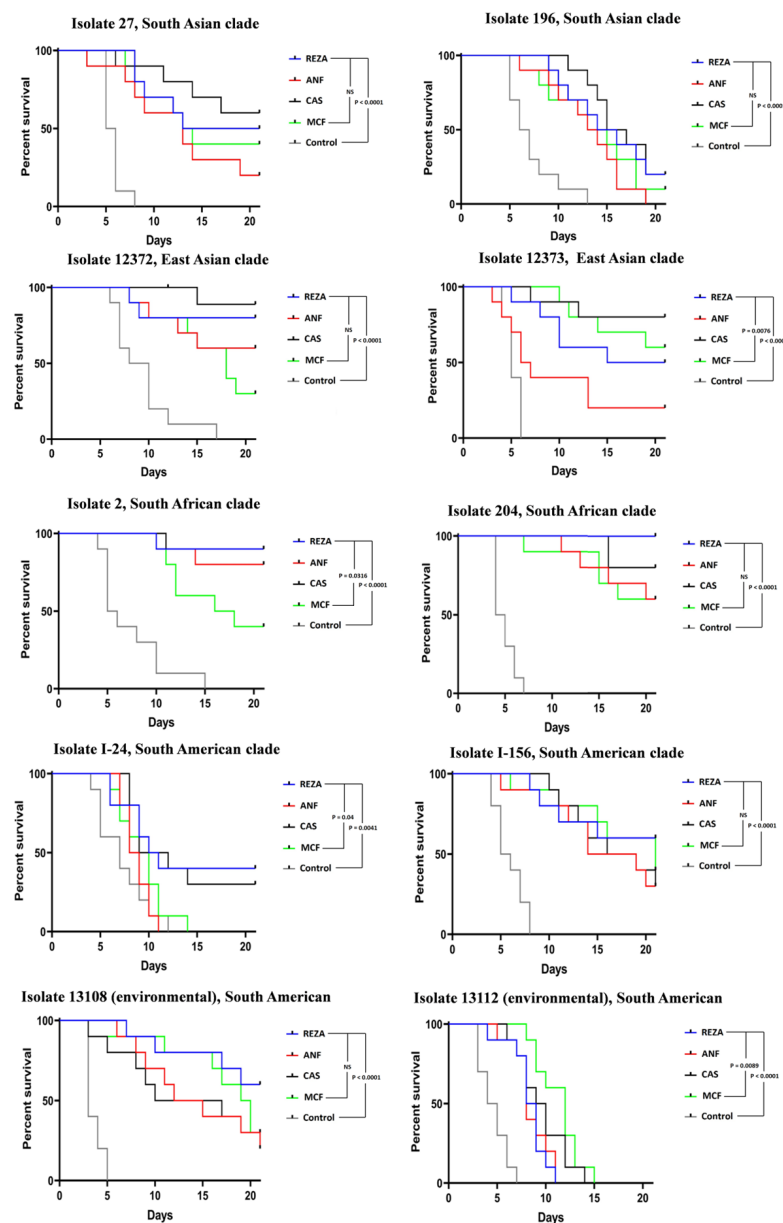 Isolate 27, South Asian clade
Percent survival
100
50
0
0 5 10 15 20
Days
REZA
ANF
CAS
MCF
Control
NS
P < 0.0001
Isolate 196, South Asian clade
Percent survival
100
50
0
0 5 10 15 20
Days
REZA
ANF
CAS
MCF
Control
NS
P < 0.000
Isolate 12372, East Asian clade
Percent survival
100
50
0
0 5 10 15 20
Days
REZA
ANF
CAS
MCF
Control
NS
P < 0.0001
Isolate 12373, East Asian clade
Percent survival
100
50
0
0 5 10 15 20
Days
REZA
ANF
CAS
MCF
Control
P = 0.0076
P < 0.000
Isolate 2, South African clade
Percent survival
100
50
0
0 5 10 15 20
Days
REZA
ANF
CAS
MCF
Control
P = 0.0316
P < 0.0001
Isolate 204, South African clade
Percent survival
100
50
0
0 5 10 15 20
Days
REZA
ANF
CAS
MCF
Control
NS
P < 0.0001
Isolate I-24, South American clade
Percent survival
100
50
0
0 5 10 15 20
Days
REZA
ANF
CAS
MCF
Control
P = 0.04
P = 0.0041
Isolate I-156, South American clade
Percent survival
100
50
0
0 5 10 15 20
Days
REZA
ANF
CAS
MCF
Control
NS
P < 0.0001
Isolate 13108 (environmental), South American
Percent survival
100
50
0
0 5 10 15 20
Days
REZA
ANF
CAS
MCF
Control
NS
P < 0.0001
Isolate 13112 (environmental), South American
Percent survival
100
50
0
0 5 10 15 20
Days
REZA
ANF
CAS
MCF
Control
P = 0.0089
P < 0.0001